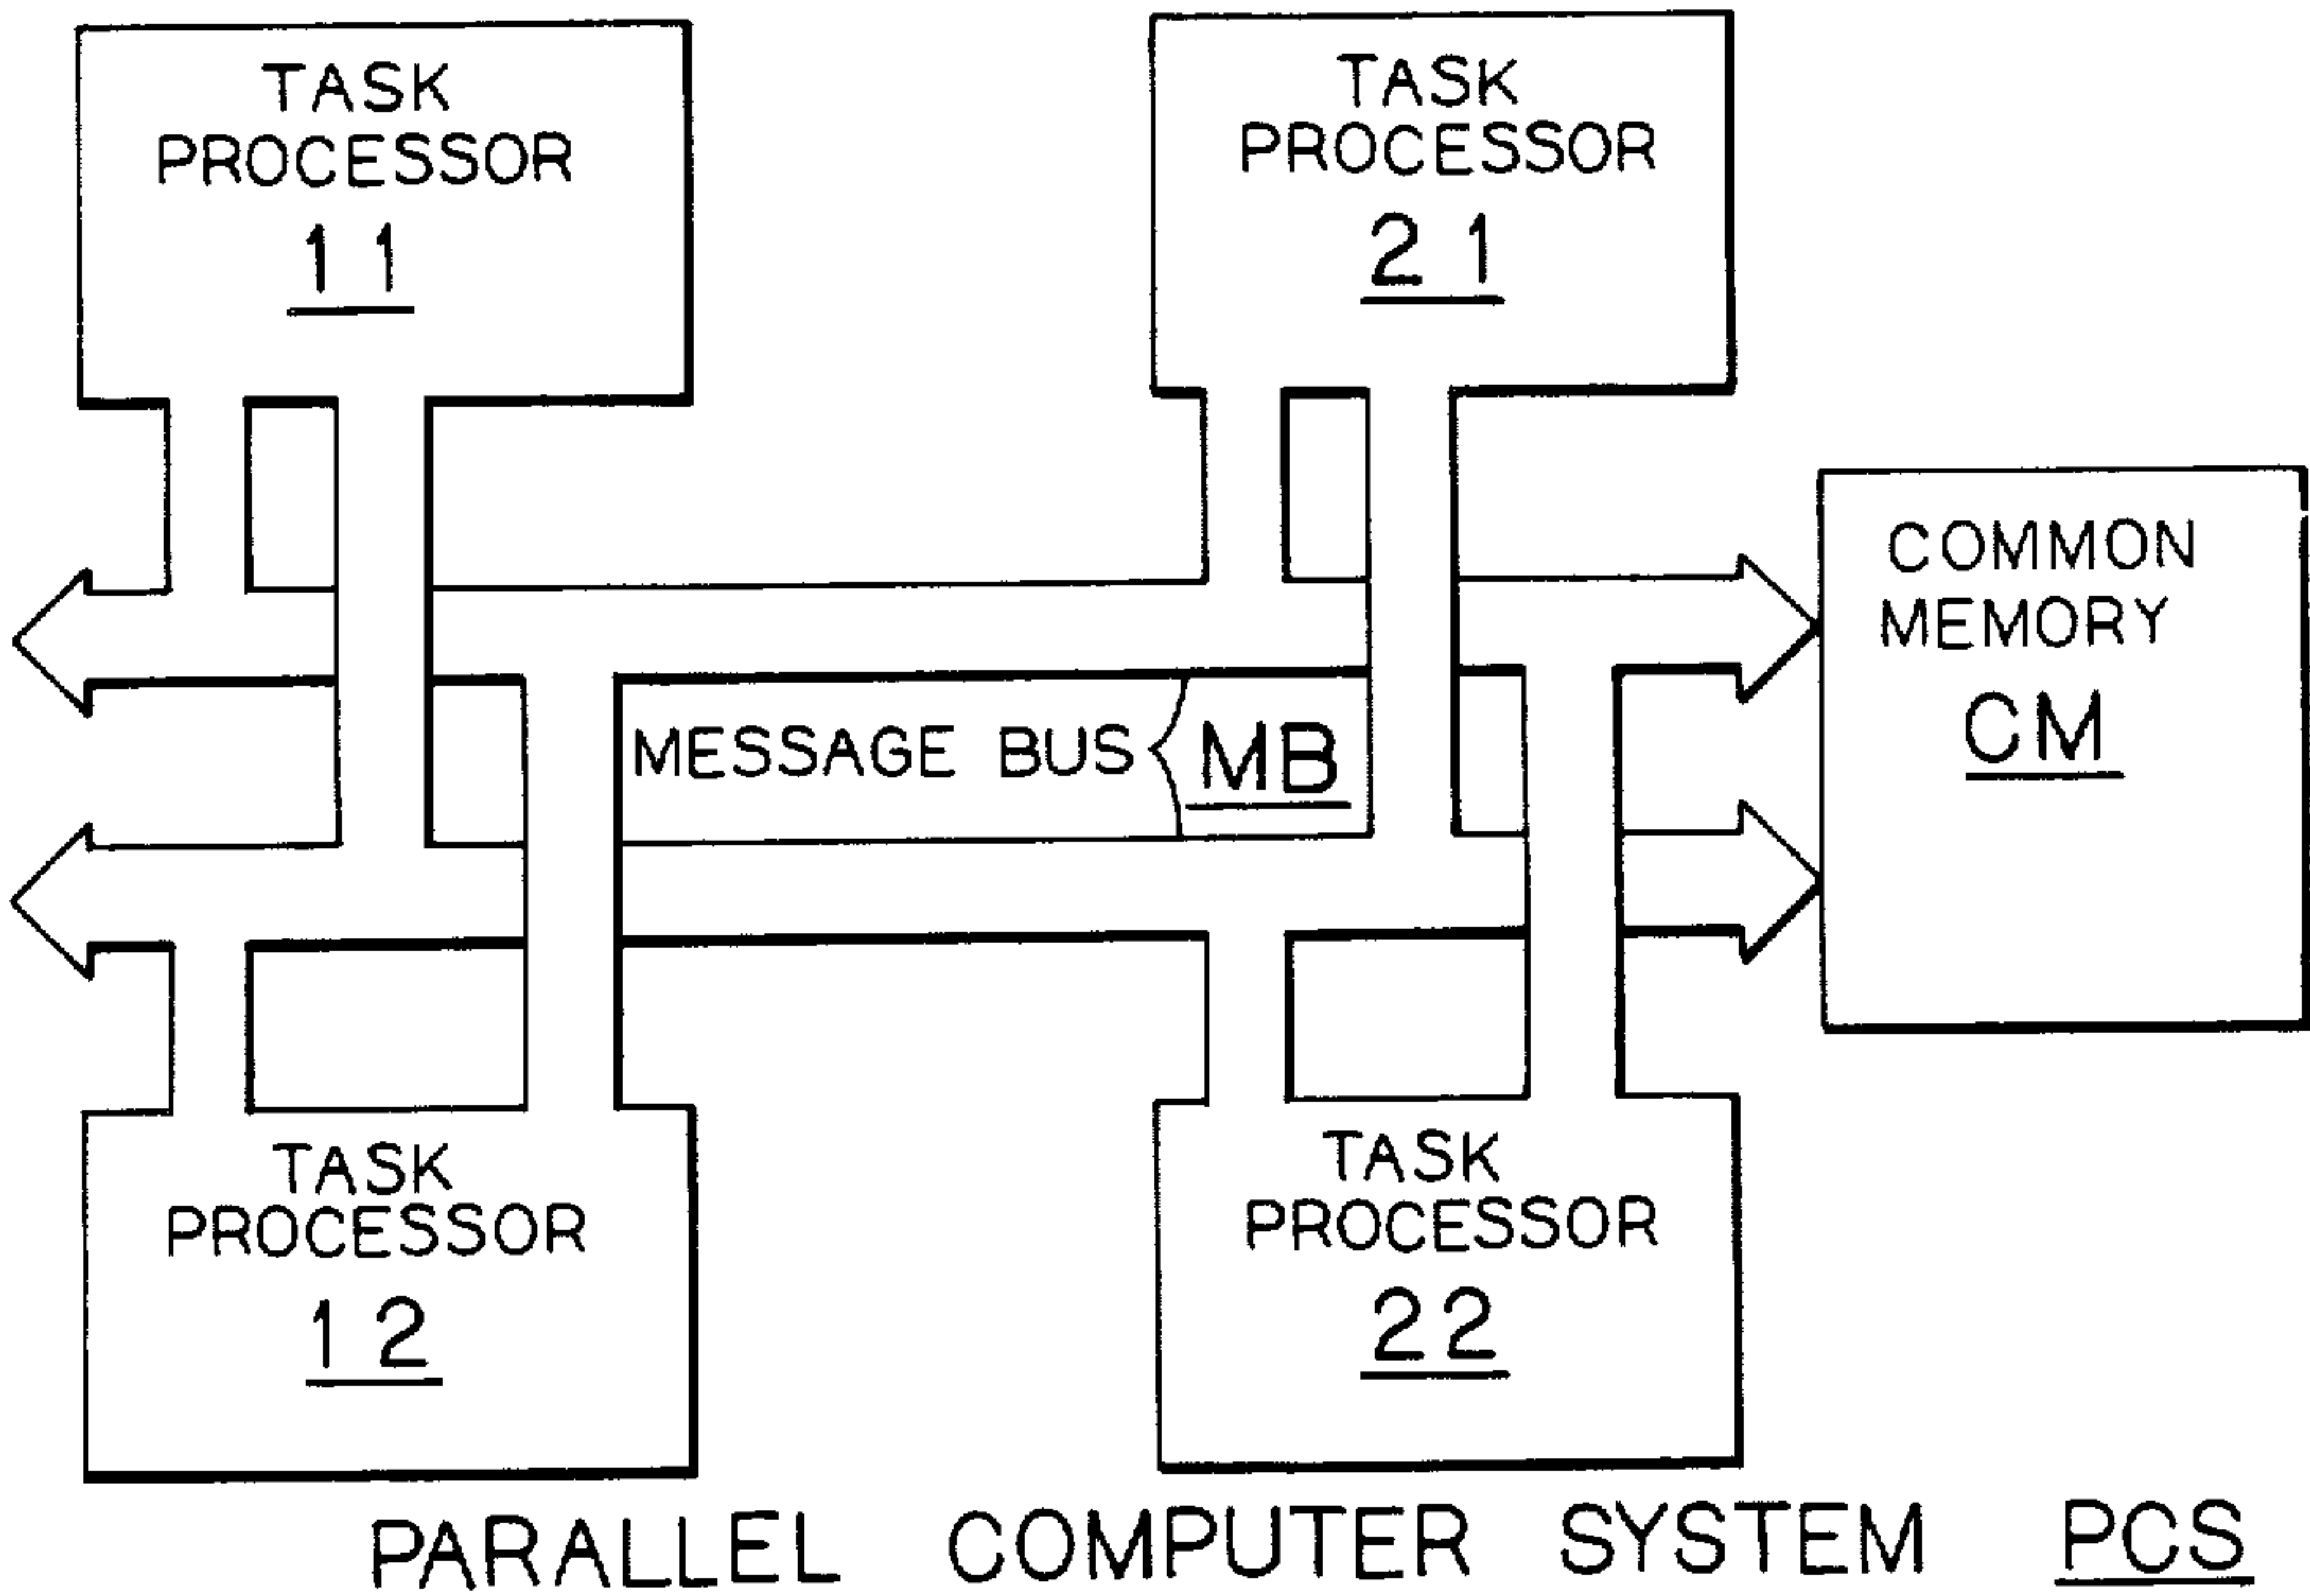 TASK
PROCESSOR
11
TASK
PROCESSOR
21
COMMON
MEMORY
CM
MESSAGE BUS MB
TASK
PROCESSOR
12
TASK
PROCESSOR
22
PARALLEL COMPUTER SYSTEM PCS